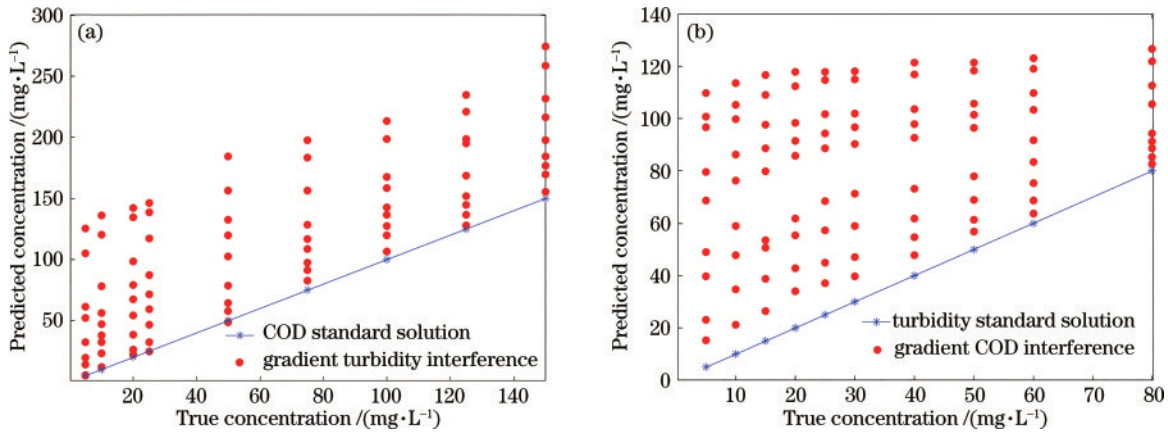 (a)
Predicted concentration /(mg·L⁻¹)
300
250
200
150
100
50
COD standard solution
gradient turbidity interference
20 40 60 80 100 120 140
True concentration /(mg·L⁻¹)
(b)
Predicted concentration /(mg·L⁻¹)
140
120
100
80
60
40
20
0
turbidity standard solution
gradient COD interference
10 20 30 40 50 60 70 80
True concentration /(mg·L⁻¹)